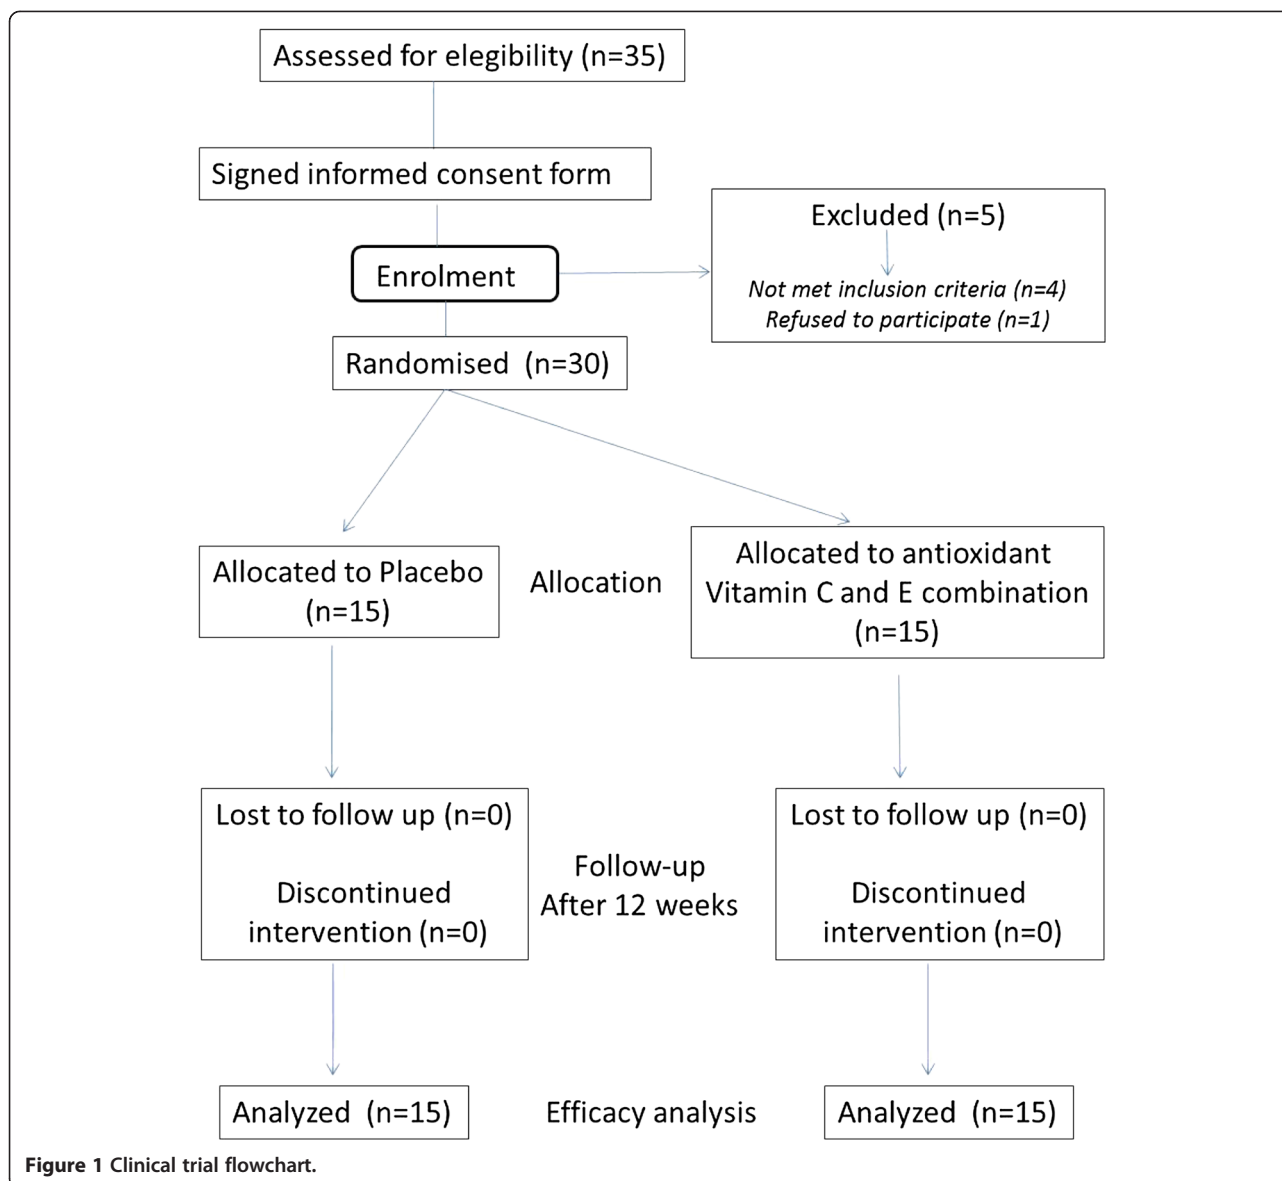 Assessed for elegibility (n=35)
Signed informed consent form
Excluded (n=5)
Not met inclusion criteria (n=4)
Refused to participate (n=1)
Enrolment
Randomised (n=30)
Allocated to Placebo
(n=15)
Allocation
Allocated to antioxidant
Vitamin C and E combination
(n=15)
Lost to follow up (n=0)
Discontinued
intervention (n=0)
Follow-up
After 12 weeks
Lost to follow up (n=0)
Discontinued
intervention (n=0)
Analyzed (n=15)
Efficacy analysis
Analyzed (n=15)
Figure 1 Clinical trial flowchart.